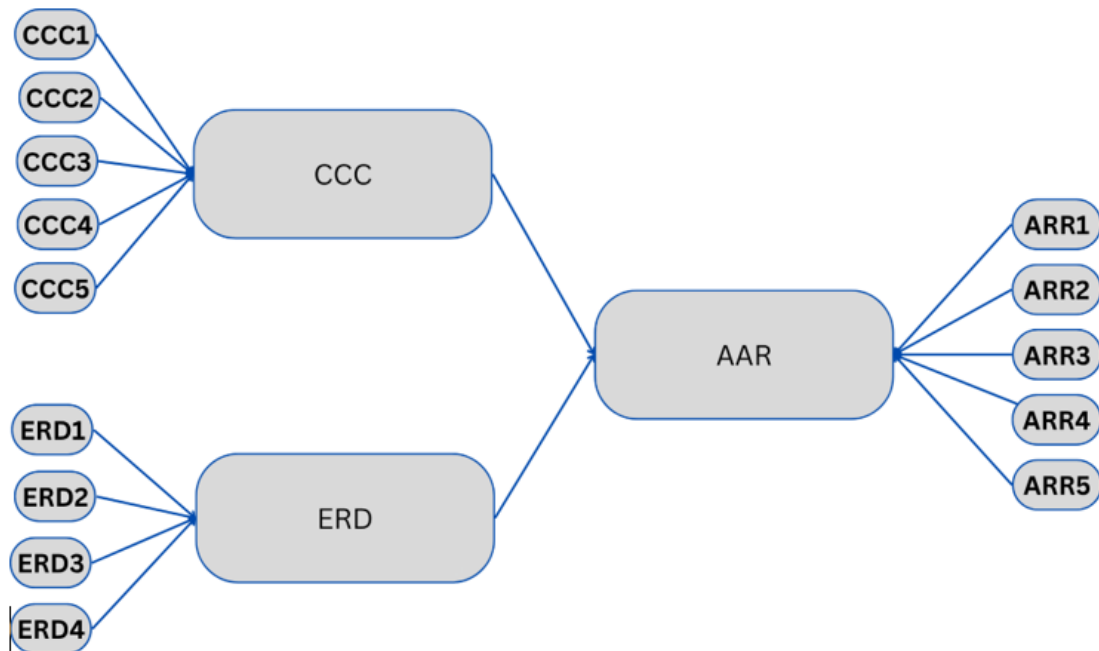 CCC1
CCC2
CCC3
CCC4
CCC5
CCC
ERD1
ERD2
ERD3
ERD4
ERD
AAR
ARR1
ARR2
ARR3
ARR4
ARR5